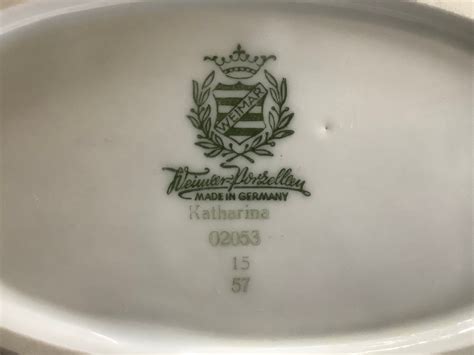 WEIMAR
Weimar-Porzellan
MADE IN GERMANY
Katharina
02053
15
57